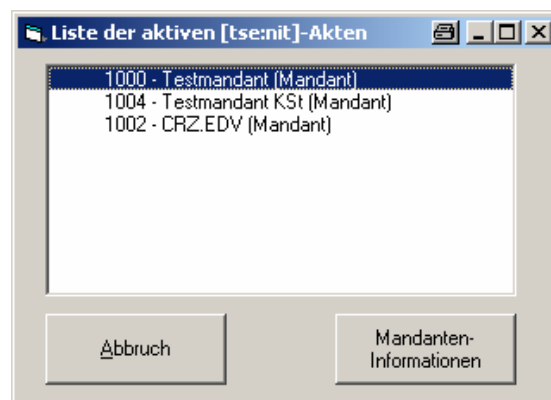 Liste der aktiven [tse:nit]-Akten
1000 - Testmandant (Mandant)
1004 - Testmandant KSt (Mandant)
1002 - CRZ.EDV (Mandant)
Abbruch
Mandanten-
Informationen